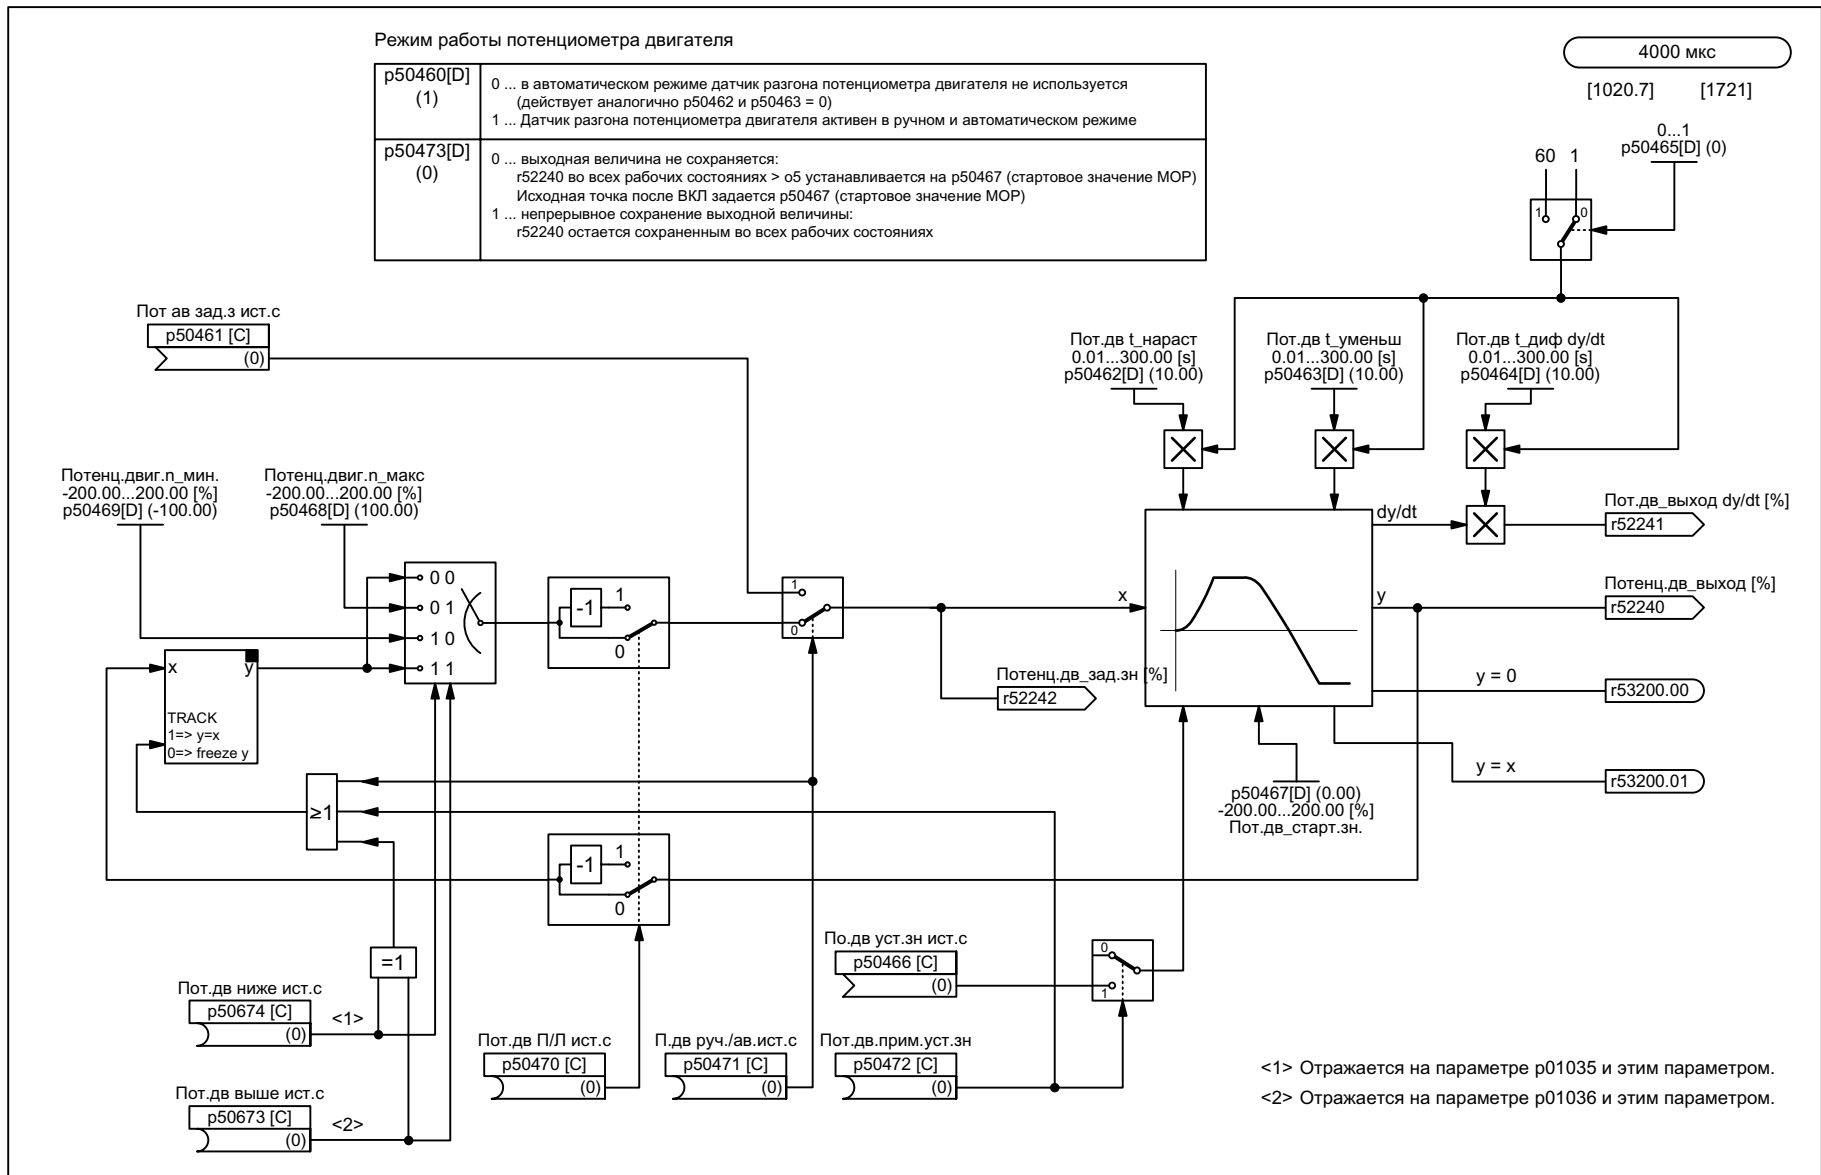 Режим работы потенциометра двигателя
p50460[D]
(1)
0 ... в автоматическом режиме датчик разгона потенциометра двигателя не используется
(действует аналогично p50462 и p50463 = 0)
1 ... Датчик разгона потенциометра двигателя активен в ручном и автоматическом режиме
p50473[D]
(0)
0 ... выходная величина не сохраняется:
r52240 во всех рабочих состояниях > o5 устанавливается на p50467 (стартовое значение МОР)
Исходная точка после ВКЛ задается p50467 (стартовое значение МОР)
1 ... непрерывное сохранение выходной величины:
r52240 остается сохраненным во всех рабочих состояниях
4000 мкс
[1020.7] [1721]
0...1
p50465[D] (0)
60 1
1 0
Пот ав зад.з ист.с
p50461 [C]
(0)
Пот.дв t_нараст
0.01...300.00 [s]
p50462[D] (10.00)
Пот.дв t_уменьш
0.01...300.00 [s]
p50463[D] (10.00)
Пот.дв t_диф dy/dt
0.01...300.00 [s]
p50464[D] (10.00)
Потенц.двиг.n_мин.
-200.00...200.00 [%]
p50469[D] (-100.00)
Потенц.двиг.n_макс
-200.00...200.00 [%]
p50468[D] (100.00)
0 0
0 1
1 0
1 1
-1
1
0
1
0
x
dy/dt
Пот.дв_выход dy/dt [%]
r52241
y
Потенц.дв_выход [%]
r52240
y = 0
r53200.00
y = x
r53200.01
Потенц.дв_зад.зн [%]
r52242
x y
TRACK
1=> y=x
0=> freeze y
≥1
p50467[D] (0.00)
-200.00...200.00 [%]
Пот.дв_старт.зн.
-1
1
0
=1
По.дв уст.зн ист.с
p50466 [C]
(0)
0
1
Пот.дв ниже ист.с
p50674 [C]
(0)
<1>
Пот.дв П/Л ист.с
p50470 [C]
(0)
П.дв руч./ав.ист.с
p50471 [C]
(0)
Пот.дв.прим.уст.зн
p50472 [C]
(0)
Пот.дв выше ист.с
p50673 [C]
(0)
<2>
<1> Отражается на параметре p01035 и этим параметром.
<2> Отражается на параметре p01036 и этим параметром.